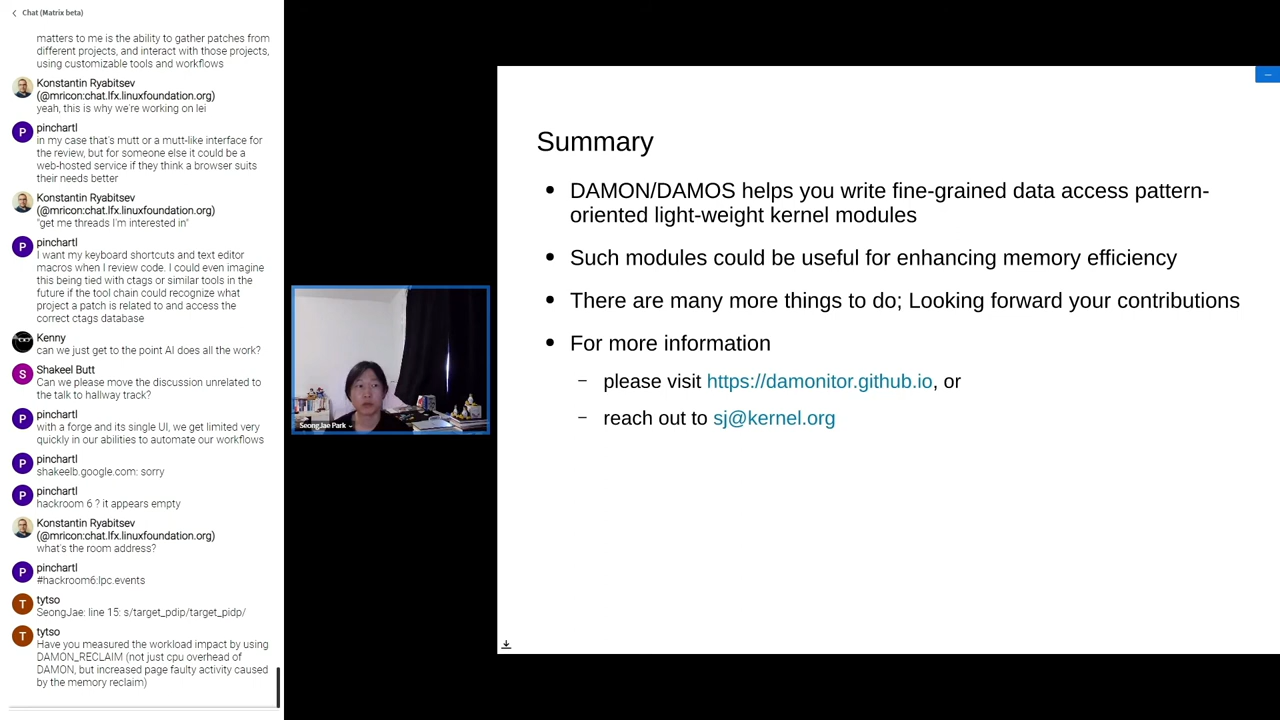 Chat (Matrix beta)
matters to me is the ability to gather patches from
different projects, and interact with those projects,
using customizable tools and workflows
Konstantin Ryabitsev
(@mricon:chat.lfx.linuxfoundation.org)
yeah, this is why we're working on lei
P
pinchartl
in my case that's mutt or a mutt-like interface for
the review, but for someone else it could be a
web-hosted service if they think a browser suits
their needs better
Konstantin Ryabitsev
(@mricon:chat.lfx.linuxfoundation.org)
"get me threads I'm interested in"
P
pinchartl
I want my keyboard shortcuts and text editor
macros when I review code. I could even imagine
this being tied with ctags or similar tools in the
future if the tool chain could recognize what
project a patch is related to and access the
correct ctags database
Kenny
can we just get to the point AI does all the work?
S
Shakeel Butt
Can we please move the discussion unrelated to
the talk to hallway track?
P
pinchartl
with a forge and its single UI, we get limited very
quickly in our abilities to automate our workflows
P
pinchartl
shakeelb.google.com: sorry
P
pinchartl
hackroom 6 ? it appears empty
Konstantin Ryabitsev
(@mricon:chat.lfx.linuxfoundation.org)
what's the room address?
P
pinchartl
#hackroom6:lpc.events
T
tytso
SeongJae: line 15: s/target_pdip/target_pidp/
T
tytso
Have you measured the workload impact by using
DAMON_RECLAIM (not just cpu overhead of
DAMON, but increased page faulty activity caused
by the memory reclaim)
SeongJae Park
Summary
• DAMON/DAMOS helps you write fine-grained data access pattern-
oriented light-weight kernel modules
• Such modules could be useful for enhancing memory efficiency
• There are many more things to do; Looking forward your contributions
• For more information
– please visit https://damonitor.github.io, or
– reach out to sj@kernel.org